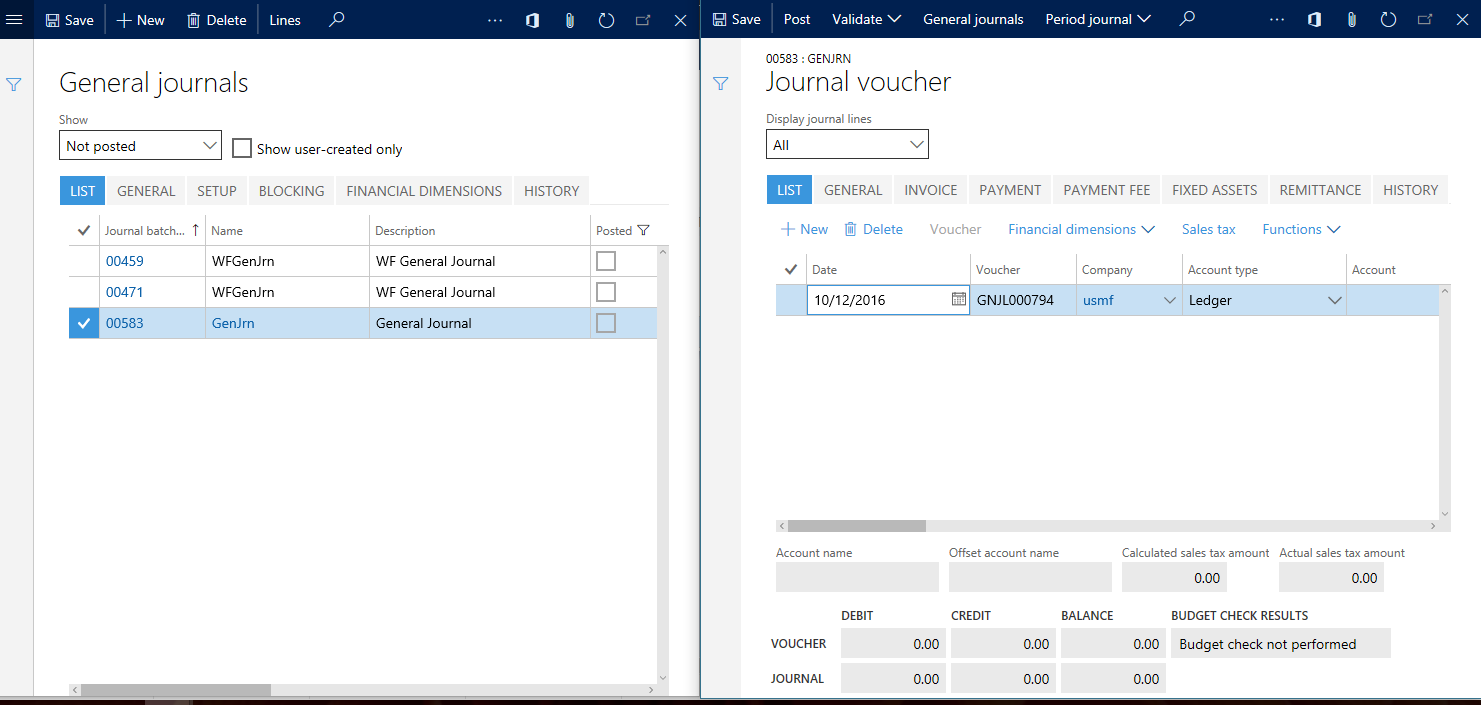 Save New Delete Lines ...
General journals
Show
Not posted Show user-created only
LIST GENERAL SETUP BLOCKING FINANCIAL DIMENSIONS HISTORY
Journal batch... Name Description Posted
00459 WFGenJrn WF General Journal
00471 WFGenJrn WF General Journal
00583 GenJrn General Journal
Save Post Validate General journals Period journal ...
00583 : GENJRN
Journal voucher
Display journal lines
All
LIST GENERAL INVOICE PAYMENT PAYMENT FEE FIXED ASSETS REMITTANCE HISTORY
New Delete Voucher Financial dimensions Sales tax Functions
Date Voucher Company Account type Account
10/12/2016 GNJL000794 usmf Ledger
Account name Offset account name Calculated sales tax amount Actual sales tax amount
0.00 0.00
DEBIT CREDIT BALANCE BUDGET CHECK RESULTS
VOUCHER 0.00 0.00 0.00 Budget check not performed
JOURNAL 0.00 0.00 0.00